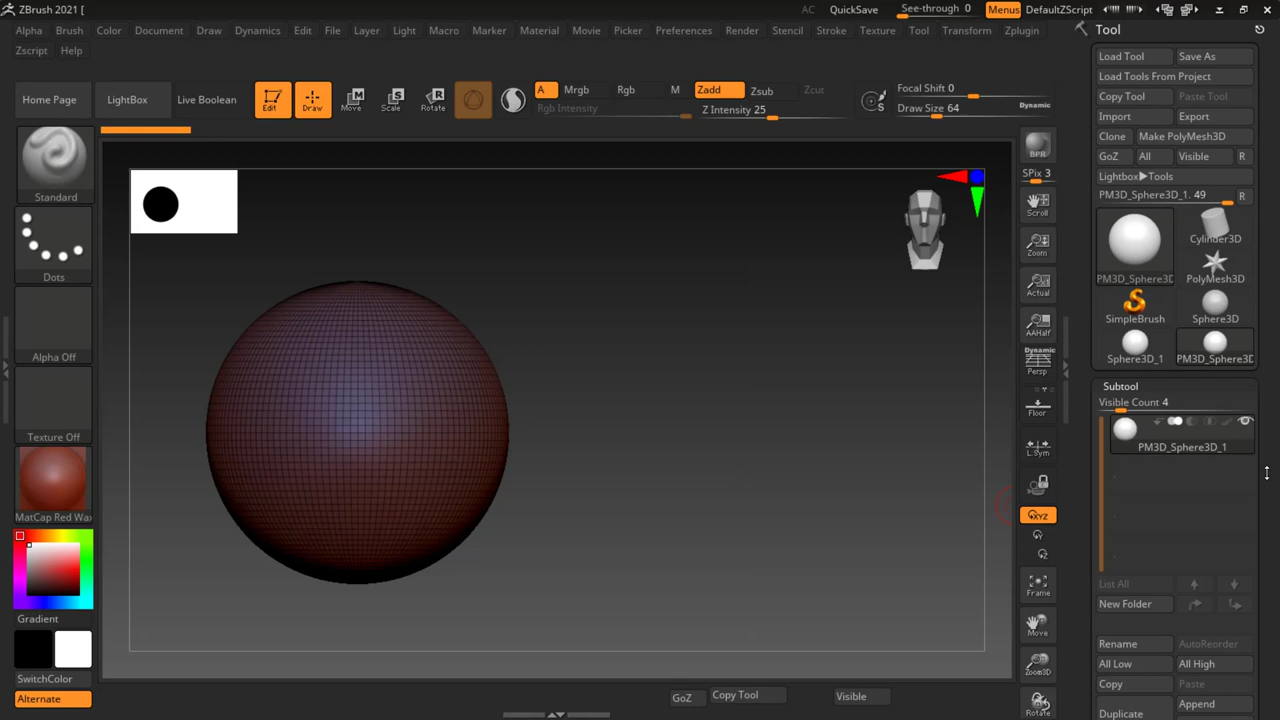 ZBrush 2021 [
AC QuickSave See-through 0 Menus DefaultZScript
Alpha Brush Color Document Draw Dynamics Edit File Layer Light Macro Marker Material Movie Picker Preferences Render Stencil Stroke Texture Tool Transform Zplugin
Zscript Help
Home Page LightBox Live Boolean Edit Draw Move Scale Rotate
A Mrgb Rgb M Zadd Zsub Zcut
Rgb Intensity Z Intensity 25
Focal Shift 0
Draw Size 64 Dynamic
Standard
Dots
Alpha Off
Texture Off
MatCap Red Wax
Gradient
SwitchColor
Alternate
BPR
SPix 3
Scroll
Zoom
Actual
AAHalf
Dynamic
Persp
Floor
L.Sym
XYZ
Frame
Move
Zoom3D
Rotate
GoZ Copy Tool Visible
Tool
Load Tool Save As
Load Tools From Project
Copy Tool Paste Tool
Import Export
Clone Make PolyMesh3D
GoZ All Visible R
Lightbox▶Tools
PM3D_Sphere3D_1. 49 R
PM3D_Sphere3D Cylinder3D
PolyMesh3D
SimpleBrush Sphere3D
Sphere3D_1 PM3D_Sphere3D
Subtool
Visible Count 4
PM3D_Sphere3D_1
List All
New Folder
Rename AutoReorder
All Low All High
Copy Paste
Duplicate Append